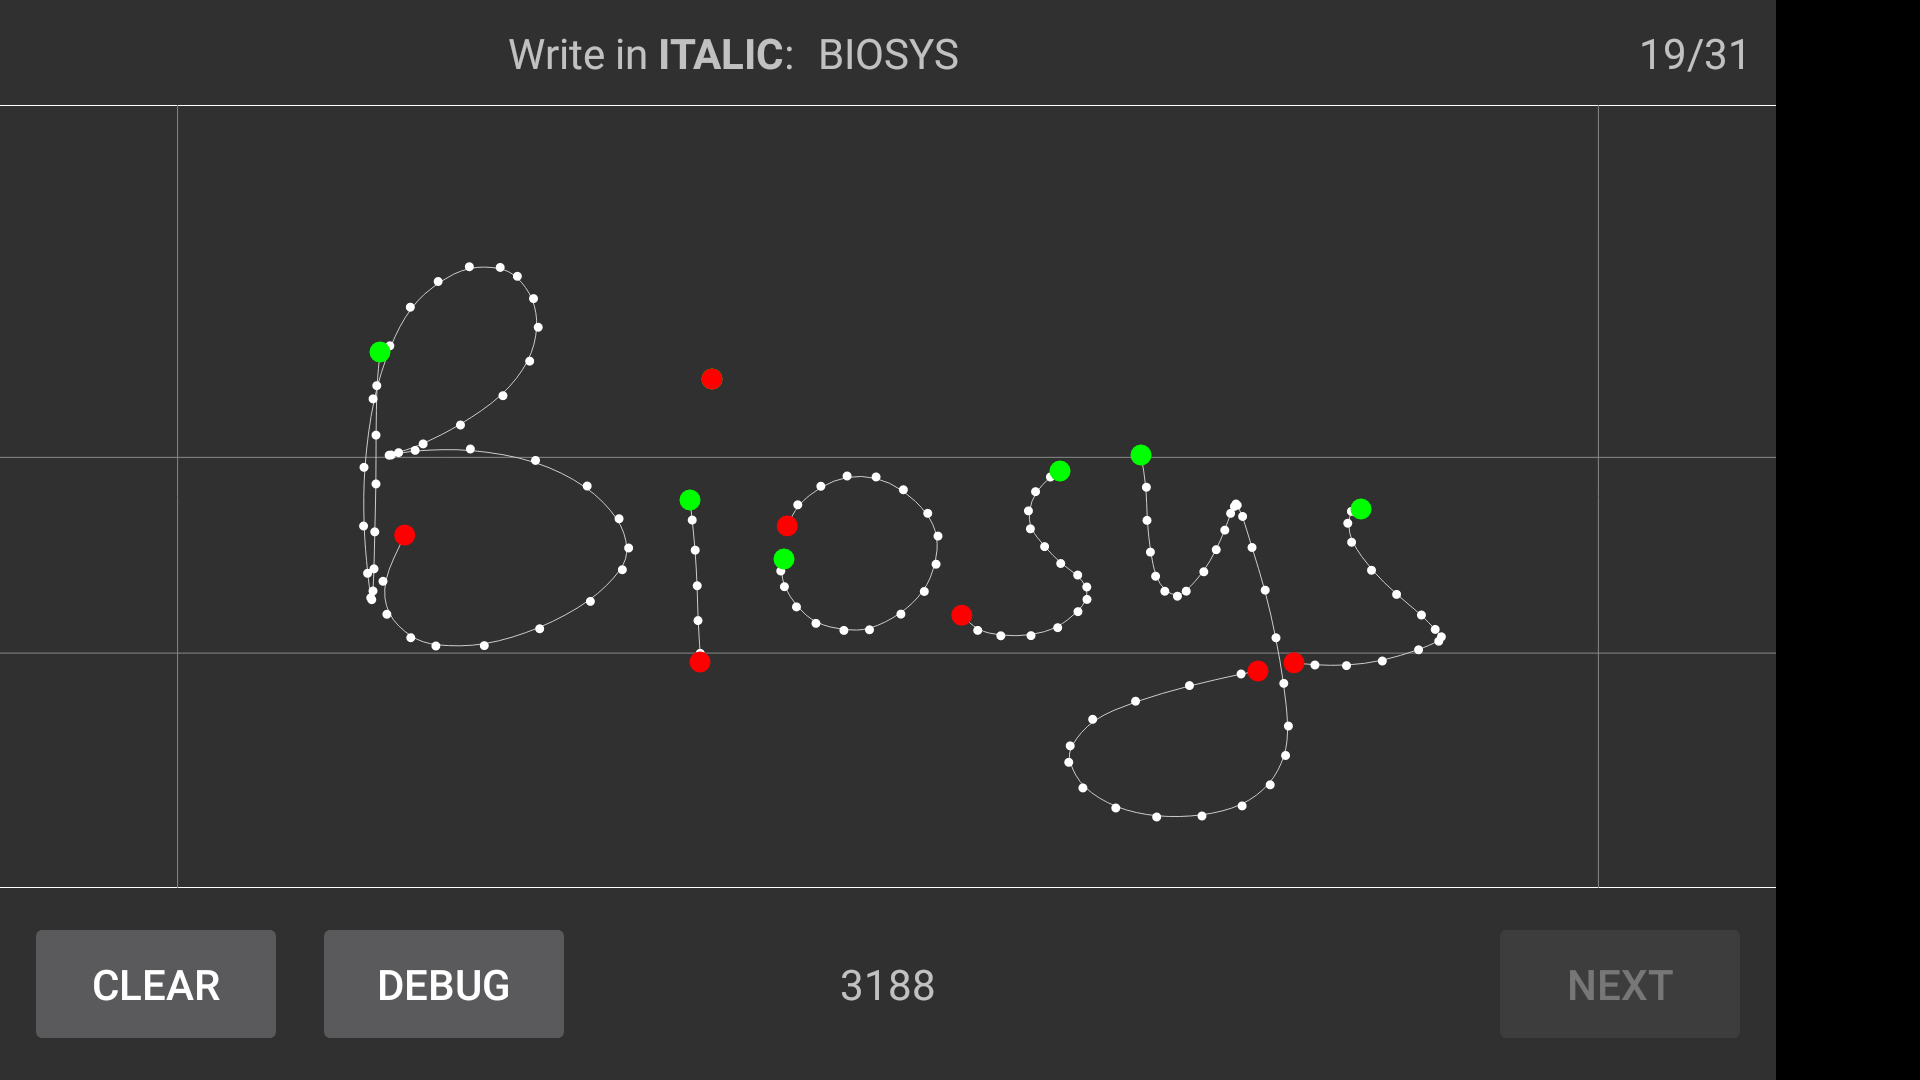 Write in ITALIC: BIOSYS
19/31
Biosys
CLEAR
DEBUG
3188
NEXT